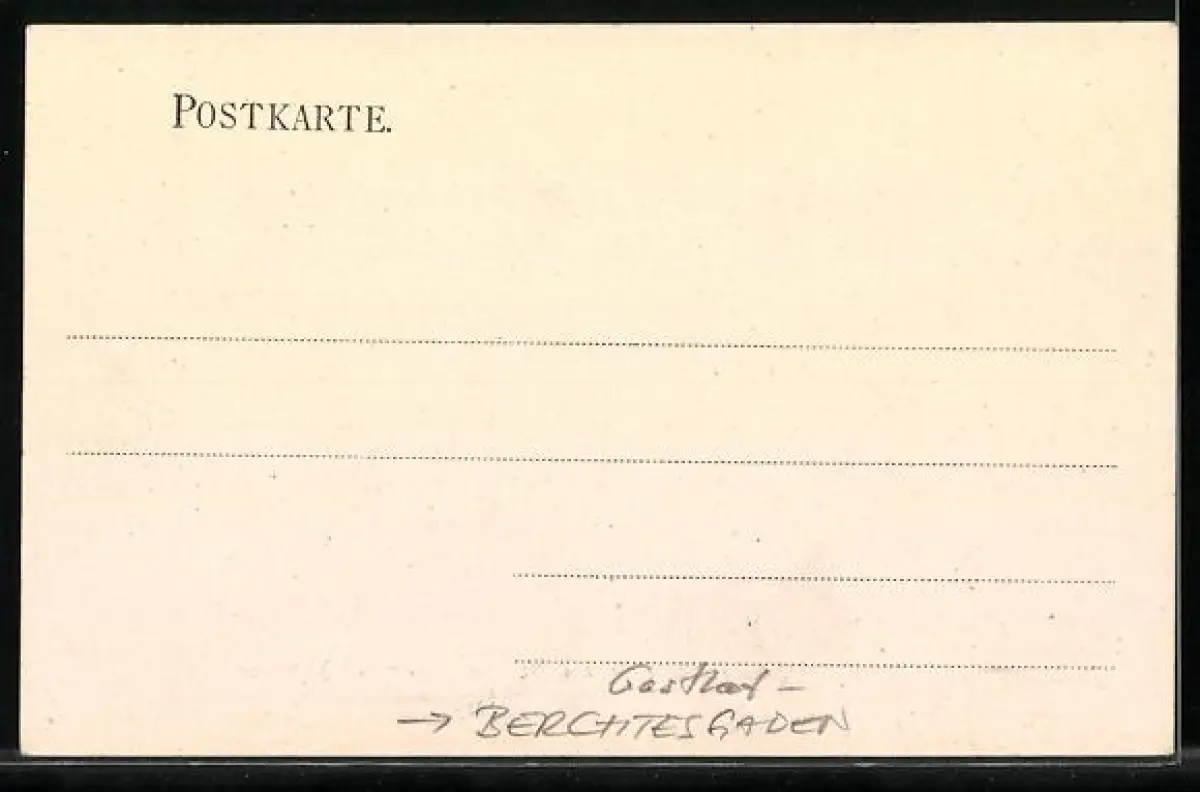 POSTKARTE.
Gasthof –
→ BERCHTESGADEN